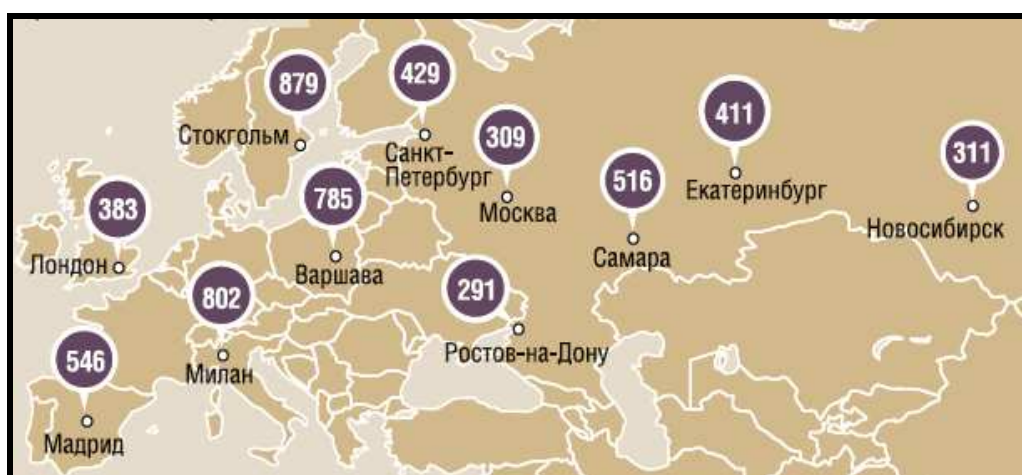 879
Стокгольм
429
Санкт-
Петербург
309
Москва
411
Екатеринбург
311
Новосибирск
383
Лондон
785
Варшава
516
Самара
802
Милан
291
Ростов-на-Дону
546
Мадрид